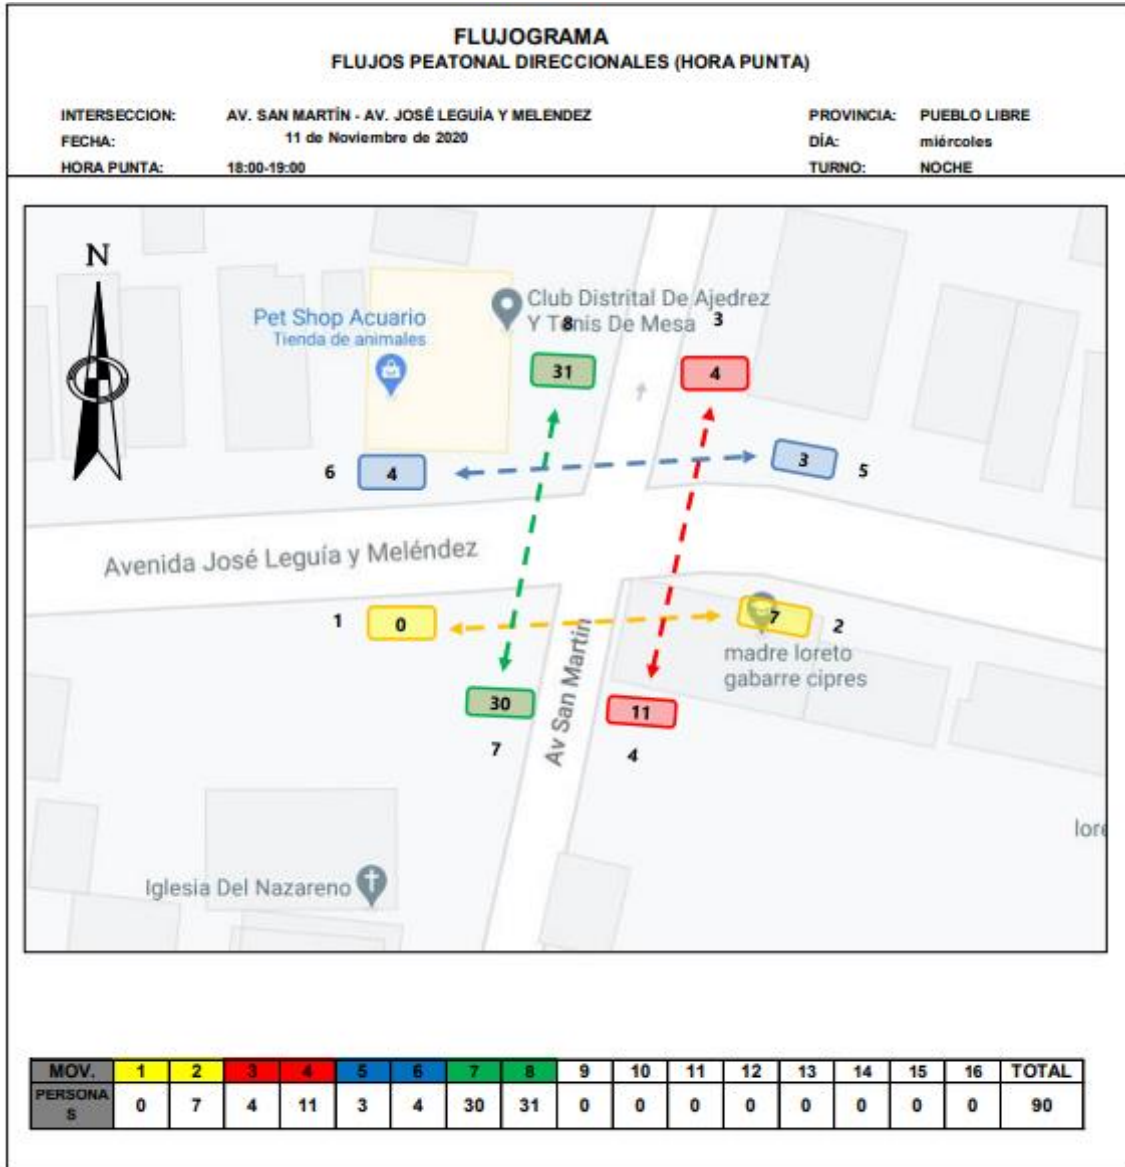 FLUJOGRAMA
FLUJOS PEATONAL DIRECCIONALES (HORA PUNTA)
INTERSECCION: AV. SAN MARTÍN - AV. JOSÉ LEGUÍA Y MELENDEZ PROVINCIA: PUEBLO LIBRE
FECHA: 11 de Noviembre de 2020 DÍA: miércoles
HORA PUNTA: 18:00-19:00 TURNO: NOCHE
N
Club Distrital De Ajedrez
Y Tenis De Mesa
8 3
Pet Shop Acuario
Tienda de animales
31 4
6 4 3 5
Avenida José Leguía y Meléndez
1 0 7 2
madre loreto
gabarre cipres
30 11
7 4
Av San Martin
lore
Iglesia Del Nazareno
MOV. 1 2 3 4 5 6 7 8 9 10 11 12 13 14 15 16 TOTAL
PERSONA
S 0 7 4 11 3 4 30 31 0 0 0 0 0 0 0 0 90